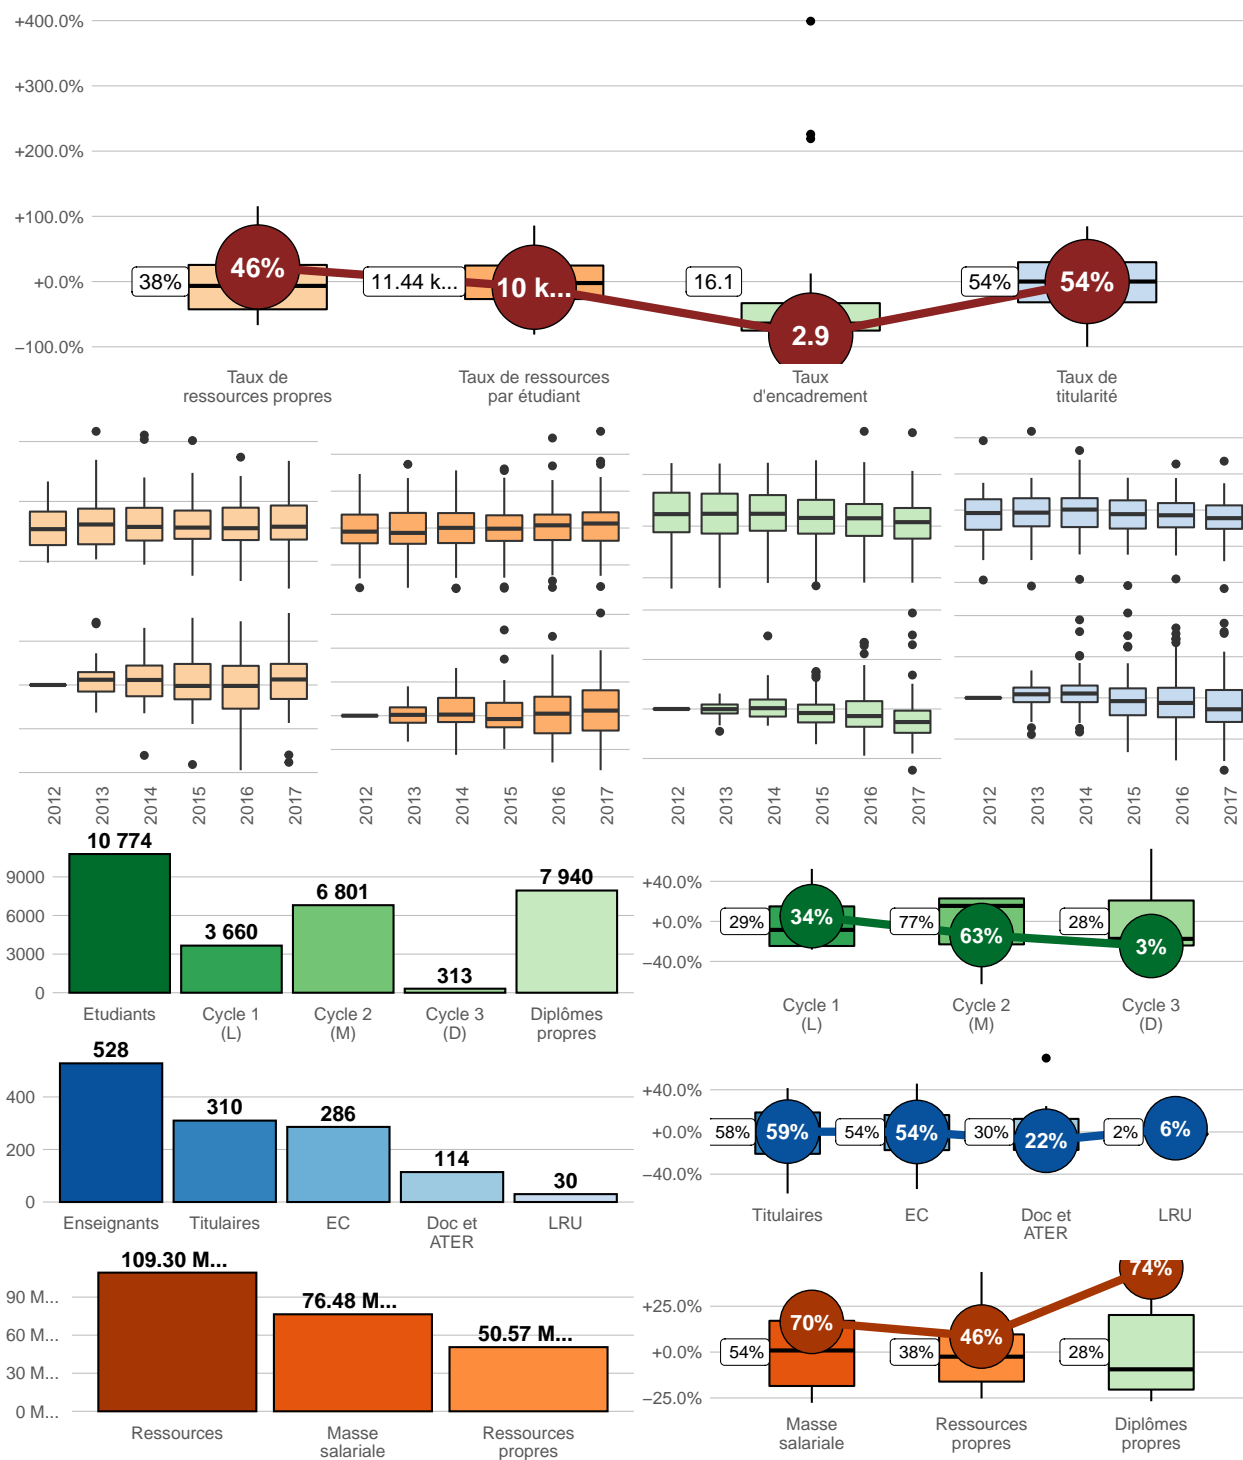 +400.0%
+300.0%
+200.0%
+100.0%
+0.0%
−100.0%
38%
46%
11.44 k...
10 k...
16.1
2.9
54%
54%
Taux de
ressources propres
Taux de ressources
par étudiant
Taux
d'encadrement
Taux de
titularité
2012
2013
2014
2015
2016
2017
2012
2013
2014
2015
2016
2017
2012
2013
2014
2015
2016
2017
2012
2013
2014
2015
2016
2017
9000
6000
3000
0
10 774
3 660
6 801
313
7 940
Etudiants
Cycle 1
(L)
Cycle 2
(M)
Cycle 3
(D)
Diplômes
propres
+40.0%
+0.0%
−40.0%
29%
34%
77%
63%
28%
3%
Cycle 1
(L)
Cycle 2
(M)
Cycle 3
(D)
400
200
0
528
310
286
114
30
Enseignants
Titulaires
EC
Doc et
ATER
LRU
+40.0%
+0.0%
−40.0%
58%
59%
54%
54%
30%
22%
2%
6%
Titulaires
EC
Doc et
ATER
LRU
90 M...
60 M...
30 M...
0 M...
109.30 M...
76.48 M...
50.57 M...
Ressources
Masse
salariale
Ressources
propres
+25.0%
+0.0%
−25.0%
54%
70%
38%
46%
28%
74%
Masse
salariale
Ressources
propres
Diplômes
propres